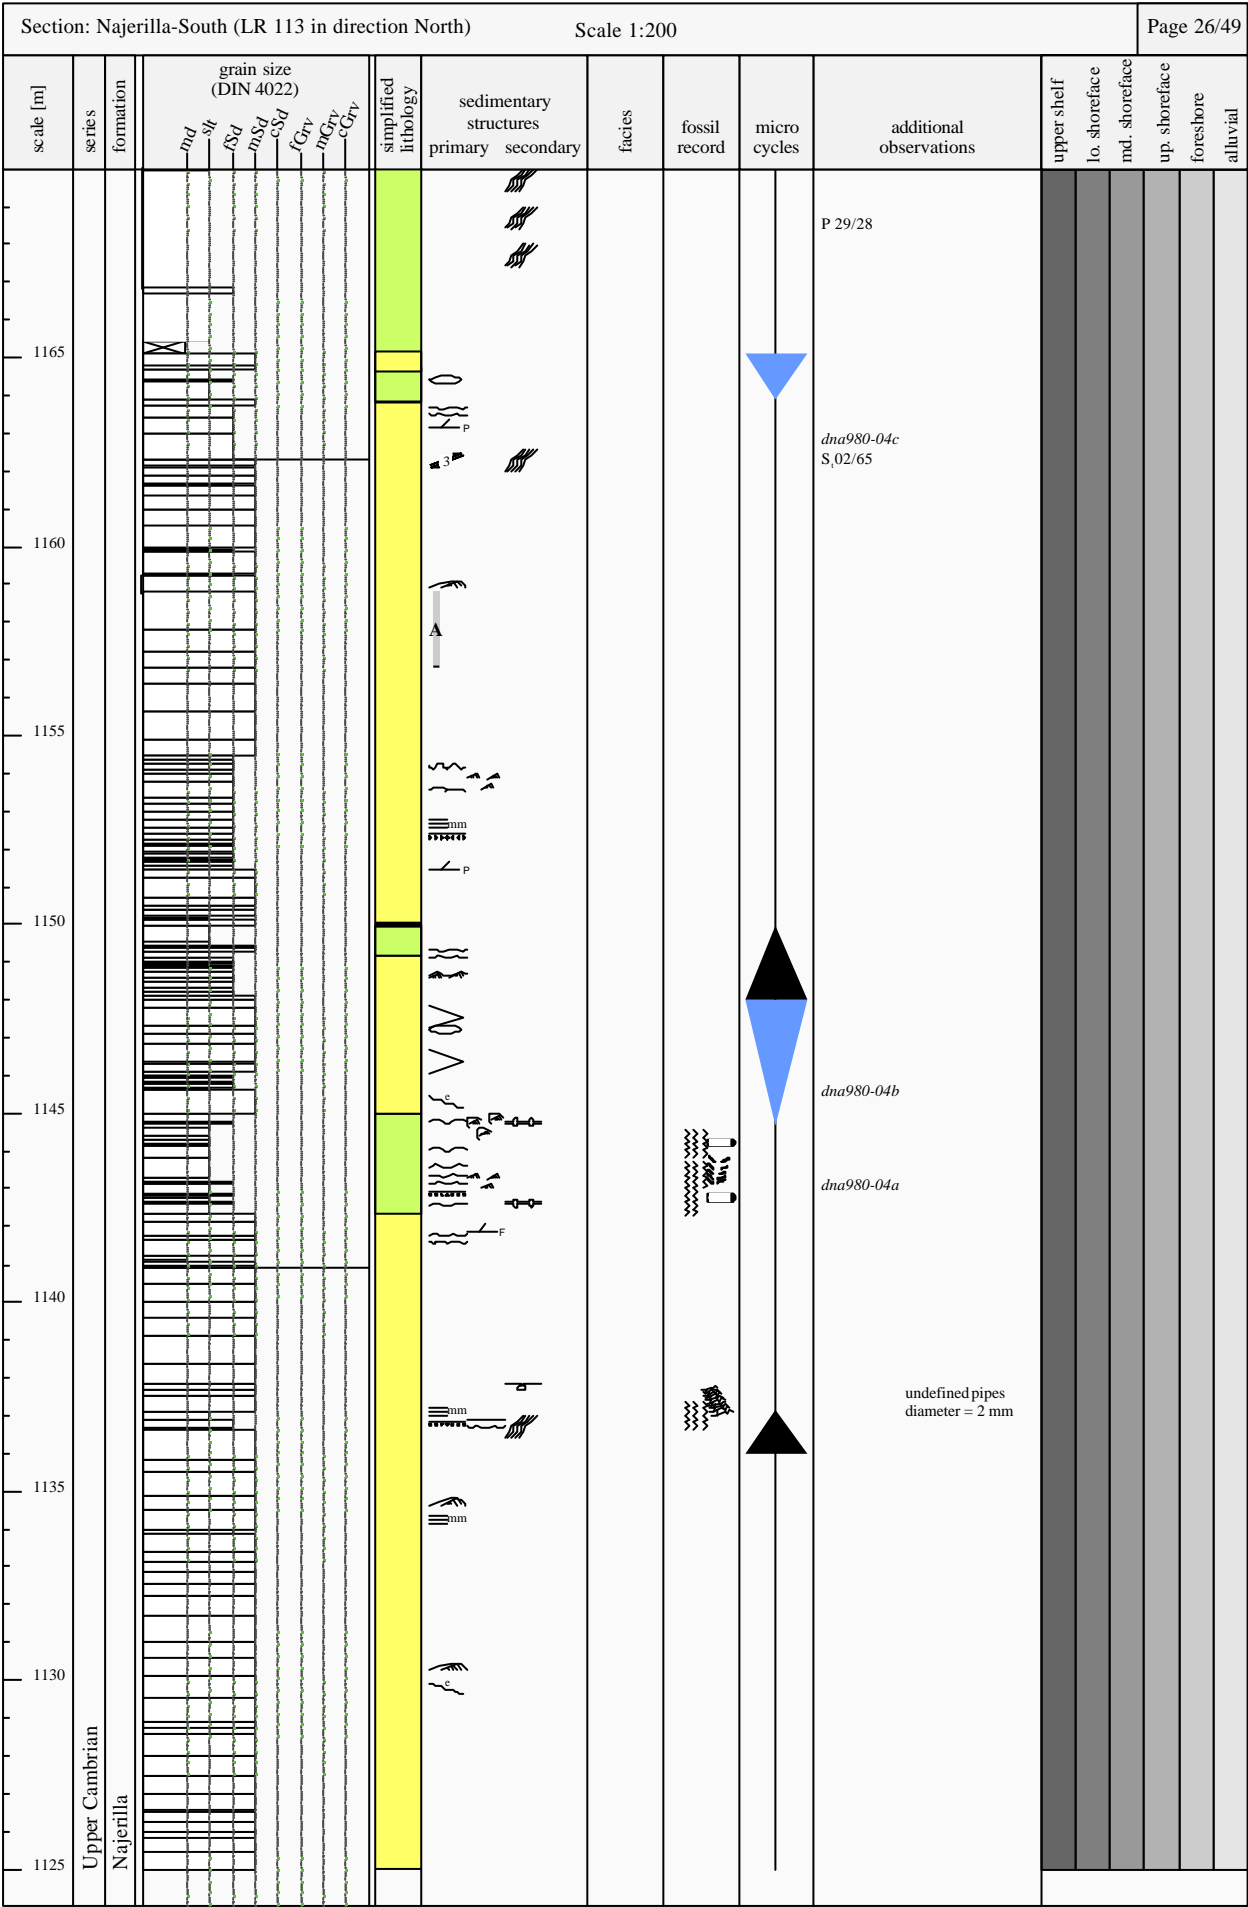 Section: Najerilla-South (LR 113 in direction North)
Scale 1:200
Page 26/49
scale [m]
series
formation
grain size
(DIN 4022)
md
slt
fSd
mSd
cSd
fGrv
mGrv
cGrv
simplified
lithology
sedimentary
structures
primary secondary
facies
fossil
record
micro
cycles
additional
observations
upper shelf
lo. shoreface
md. shoreface
up. shoreface
foreshore
alluvial
P 29/28
1165
P
dna980-04c
3
St02/65
1160
A
1155
mm
P
1150
e
dna980-04b
1145
dna980-04a
F
1140
undefined pipes
diameter = 2 mm
mm
1135
mm
1130
e
Upper Cambrian
Najerilla
1125